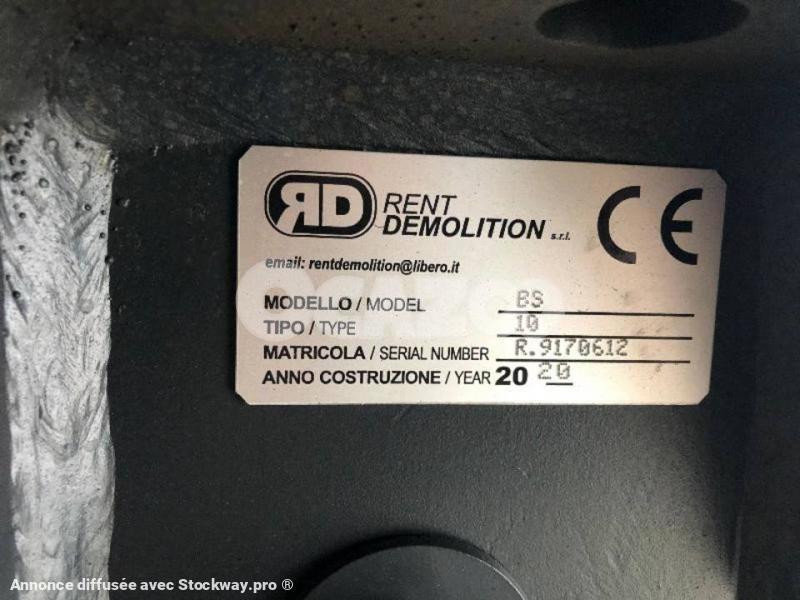 RD RENT
DEMOLITION s.r.l.
CE
email: rentdemolition@libero.it
MODELLO / MODEL BS
TIPO / TYPE 10
MATRICOLA / SERIAL NUMBER R.9170612
ANNO COSTRUZIONE / YEAR 20 20
Annonce diffusée avec Stockway.pro ®